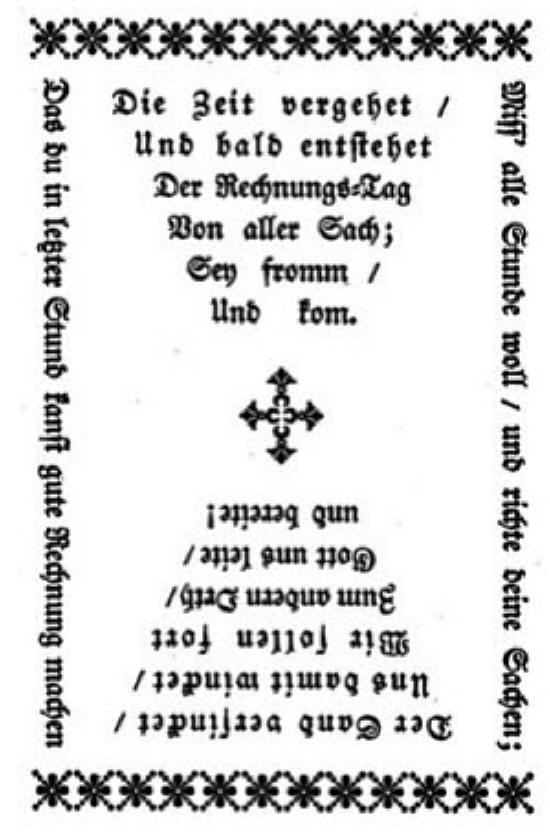 Die Zeit vergehet /
Und bald entstehet
Der Rechnungs-Tag
Von aller Sach;
Sey fromm /
Und kom.
Der Sand versincket /
Uns damit wincket /
Wir sollen fort
Zum andern Orth /
Gott uns leite /
und bereite!
Miss' alle Stunde woll / und richte deine Sachen;
Das du in letzter Stund kanst gute Rechnung machen